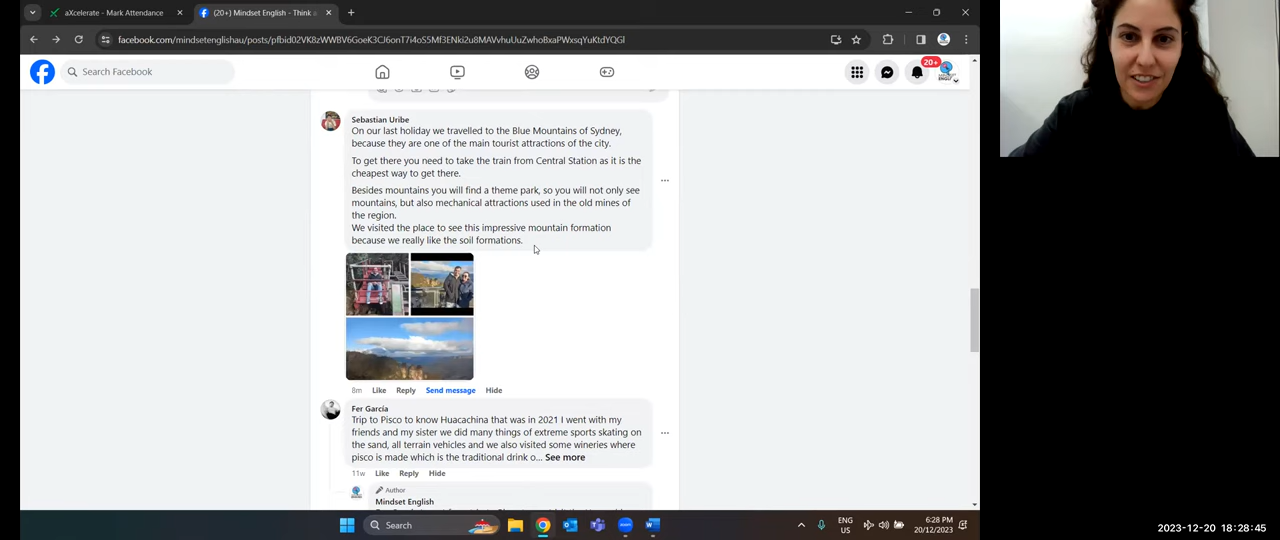 aXcelerate - Mark Attendance
(20+) Mindset English - Think a
facebook.com/mindsetenglishau/posts/pfbid02VK8zWWBV6GoeK3CJ6onT7i4oS5Mf3ENki2u8MAVvhuUuZwhoBxaPWxsqYuKtdYQGl
Search Facebook
20+
Sebastian Uribe
On our last holiday we travelled to the Blue Mountains of Sydney,
because they are one of the main tourist attractions of the city.
To get there you need to take the train from Central Station as it is the
cheapest way to get there.
Besides mountains you will find a theme park, so you will not only see
mountains, but also mechanical attractions used in the old mines of
the region.
We visited the place to see this impressive mountain formation
because we really like the soil formations.
8m Like Reply Send message Hide
Fer García
Trip to Pisco to know Huacachina that was in 2021 I went with my
friends and my sister we did many things of extreme sports skating on
the sand, all terrain vehicles and we also visited some wineries where
pisco is made which is the traditional drink o... See more
11w Like Reply Hide
Author
Mindset English
Search
ENG
US
6:28 PM
20/12/2023
2023-12-20 18:28:45